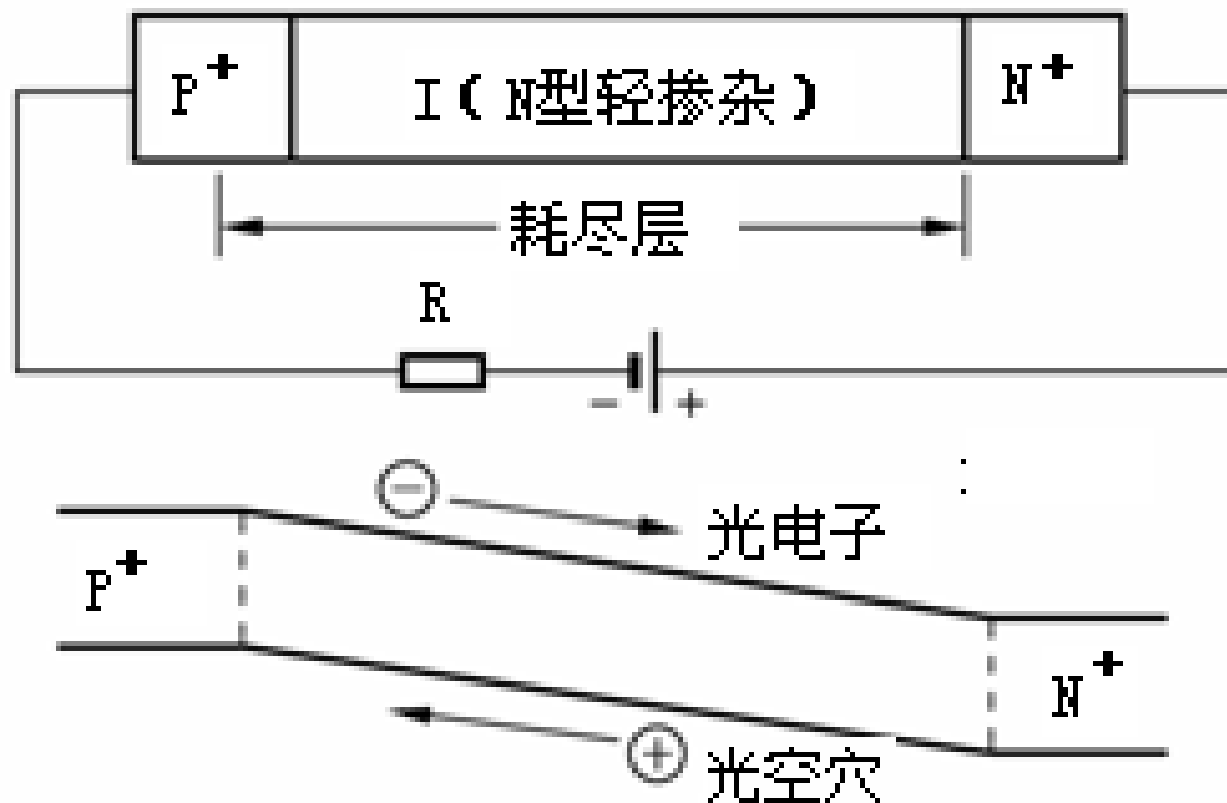 P+ I(N型轻掺杂) N+
耗尽层
R
- +
- 光电子
P+
N+
+ 光空穴